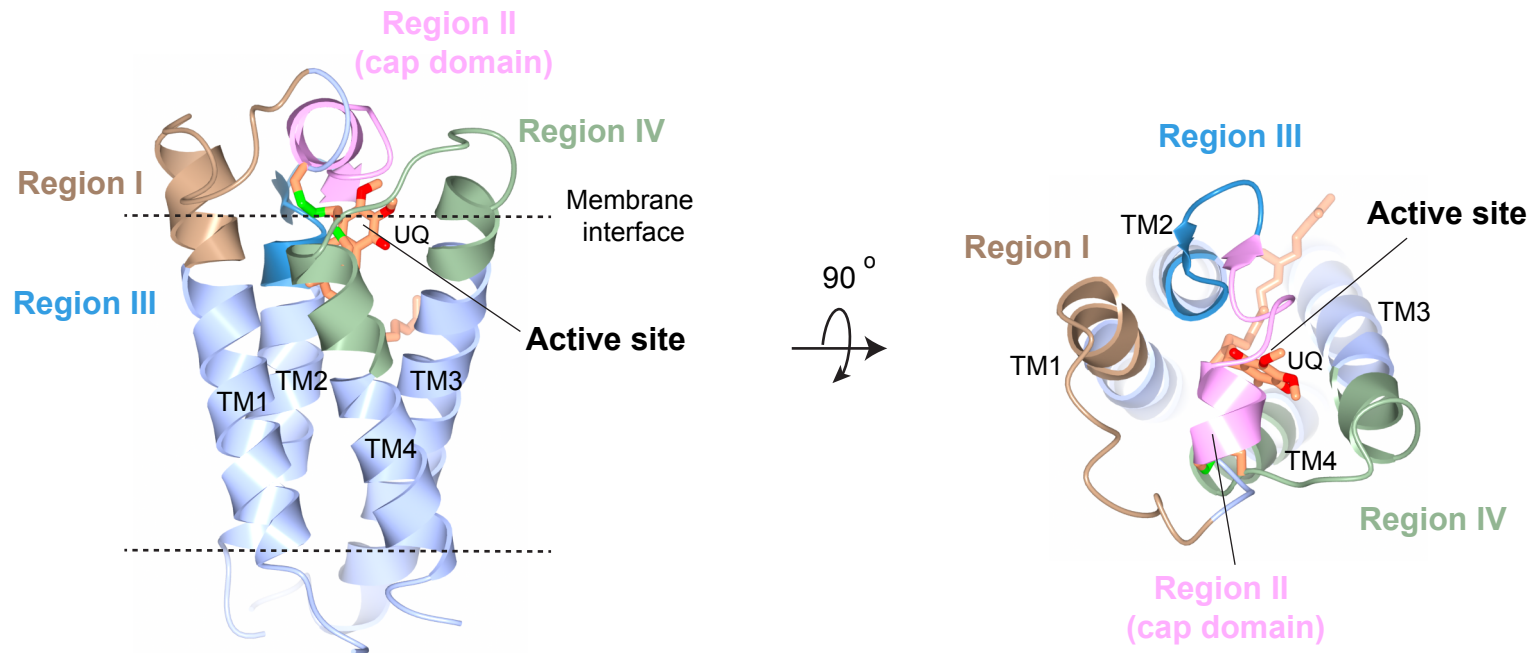 Region II
(cap domain)
Region IV
Region I
Membrane
interface
UQ
Region III
Active site
TM1
TM2
TM3
TM4
90 o
Region III
Active site
TM2
Region I
TM3
TM1
UQ
TM4
Region IV
Region II
(cap domain)